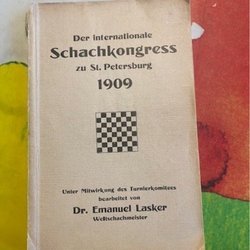 Der internationale
Schachkongress
zu St. Petersburg
1909
Unter Mitwirkung des Turnierkomitees
bearbeitet von
Dr. Emanuel Lasker
Weltschachmeister